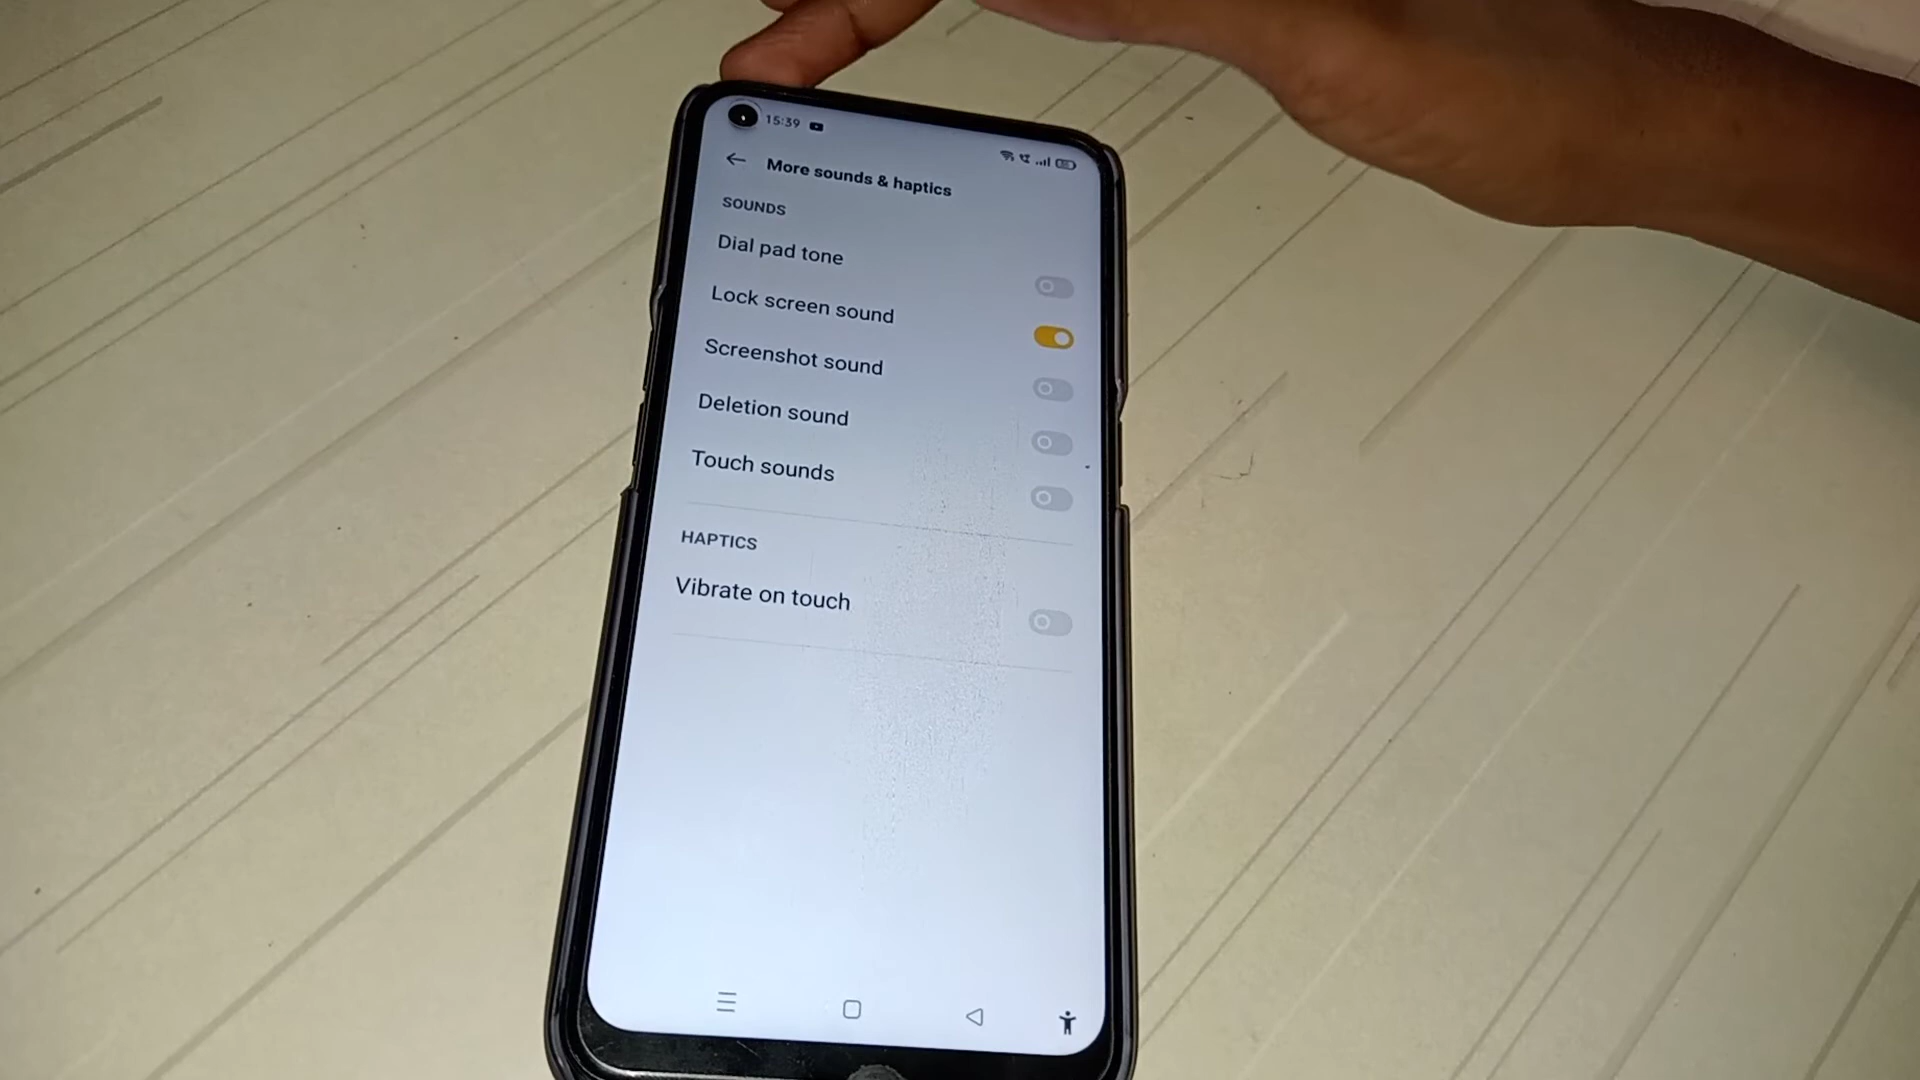 15:39
More sounds & haptics
SOUNDS
Dial pad tone
Lock screen sound
Screenshot sound
Deletion sound
Touch sounds
HAPTICS
Vibrate on touch